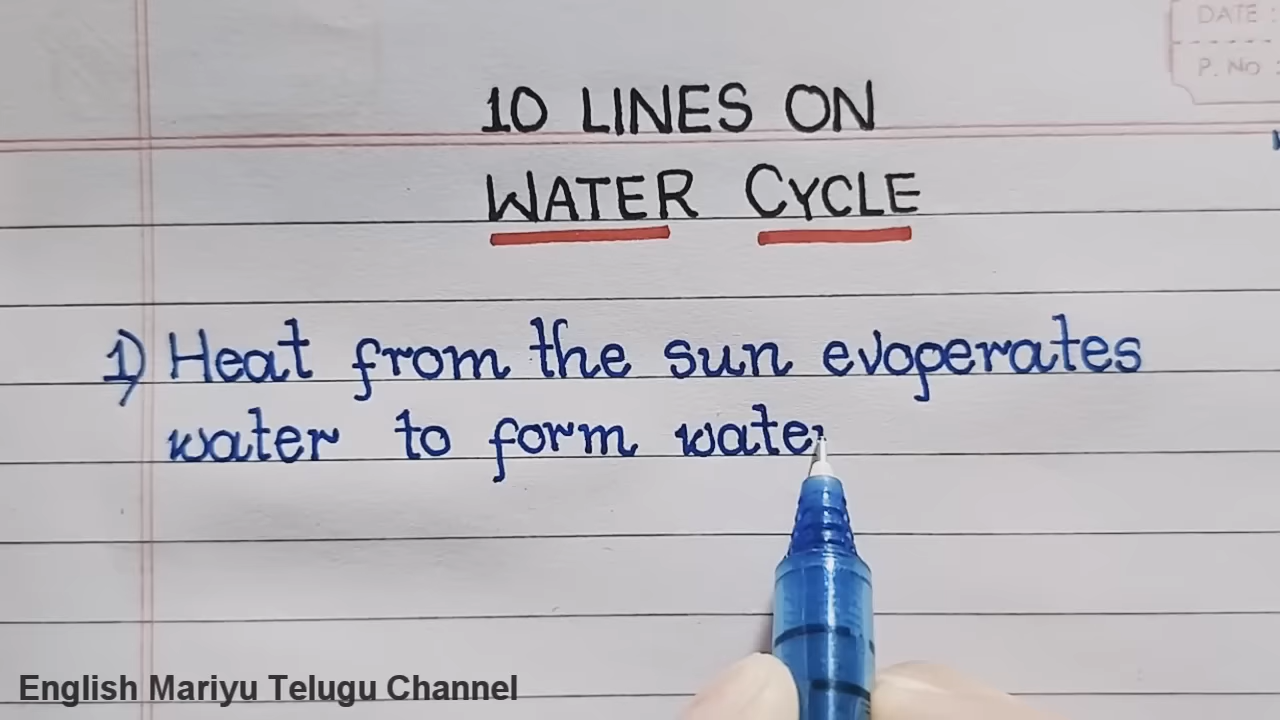 DATE :
P. No :
10 LINES ON
WATER CYCLE
1) Heat from the sun evoperates
water to form water
English Mariyu Telugu Channel